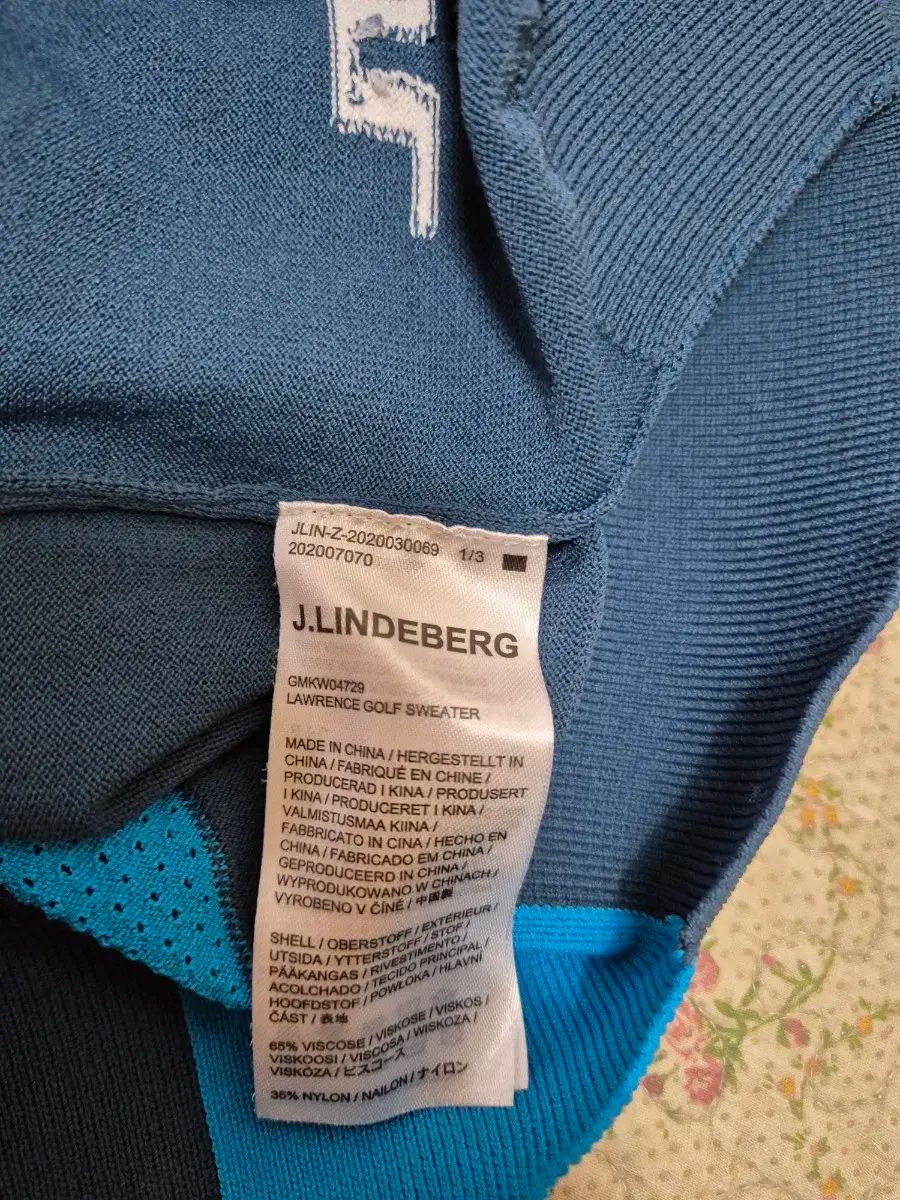 JLIN-Z-2020030069 1/3
202007070
J.LINDEBERG
GMKW04729
LAWRENCE GOLF SWEATER
MADE IN CHINA / HERGESTELLT IN
CHINA / FABRIQUÉ EN CHINE /
PRODUCERAD I KINA / PRODUSERT
I KINA / PRODUCERET I KINA /
VALMISTUSMAA KIINA /
FABBRICATO IN CINA / HECHO EN
CHINA / FABRICADO EM CHINA /
GEPRODUCEERD IN CHINA /
WYPRODUKOWANO W CHINACH /
VYROBENO V ČÍNĚ / 中国製
SHELL / OBERSTOFF / EXTÉRIEUR /
UTSIDA / YTTERSTOFF / STOF /
PÄÄKANGAS / RIVESTIMENTO /
ACOLCHADO / TECIDO PRINCIPAL /
HOOFDSTOF / POWŁOKA / HLAVNÍ
ČÁST / 表地
65% VISCOSE / VISKOSE / VISKOS /
VISKOOSI / VISCOSA / WISKOZA /
VISKÓZA / ビスコース
35% NYLON / NAILON / ナイロン